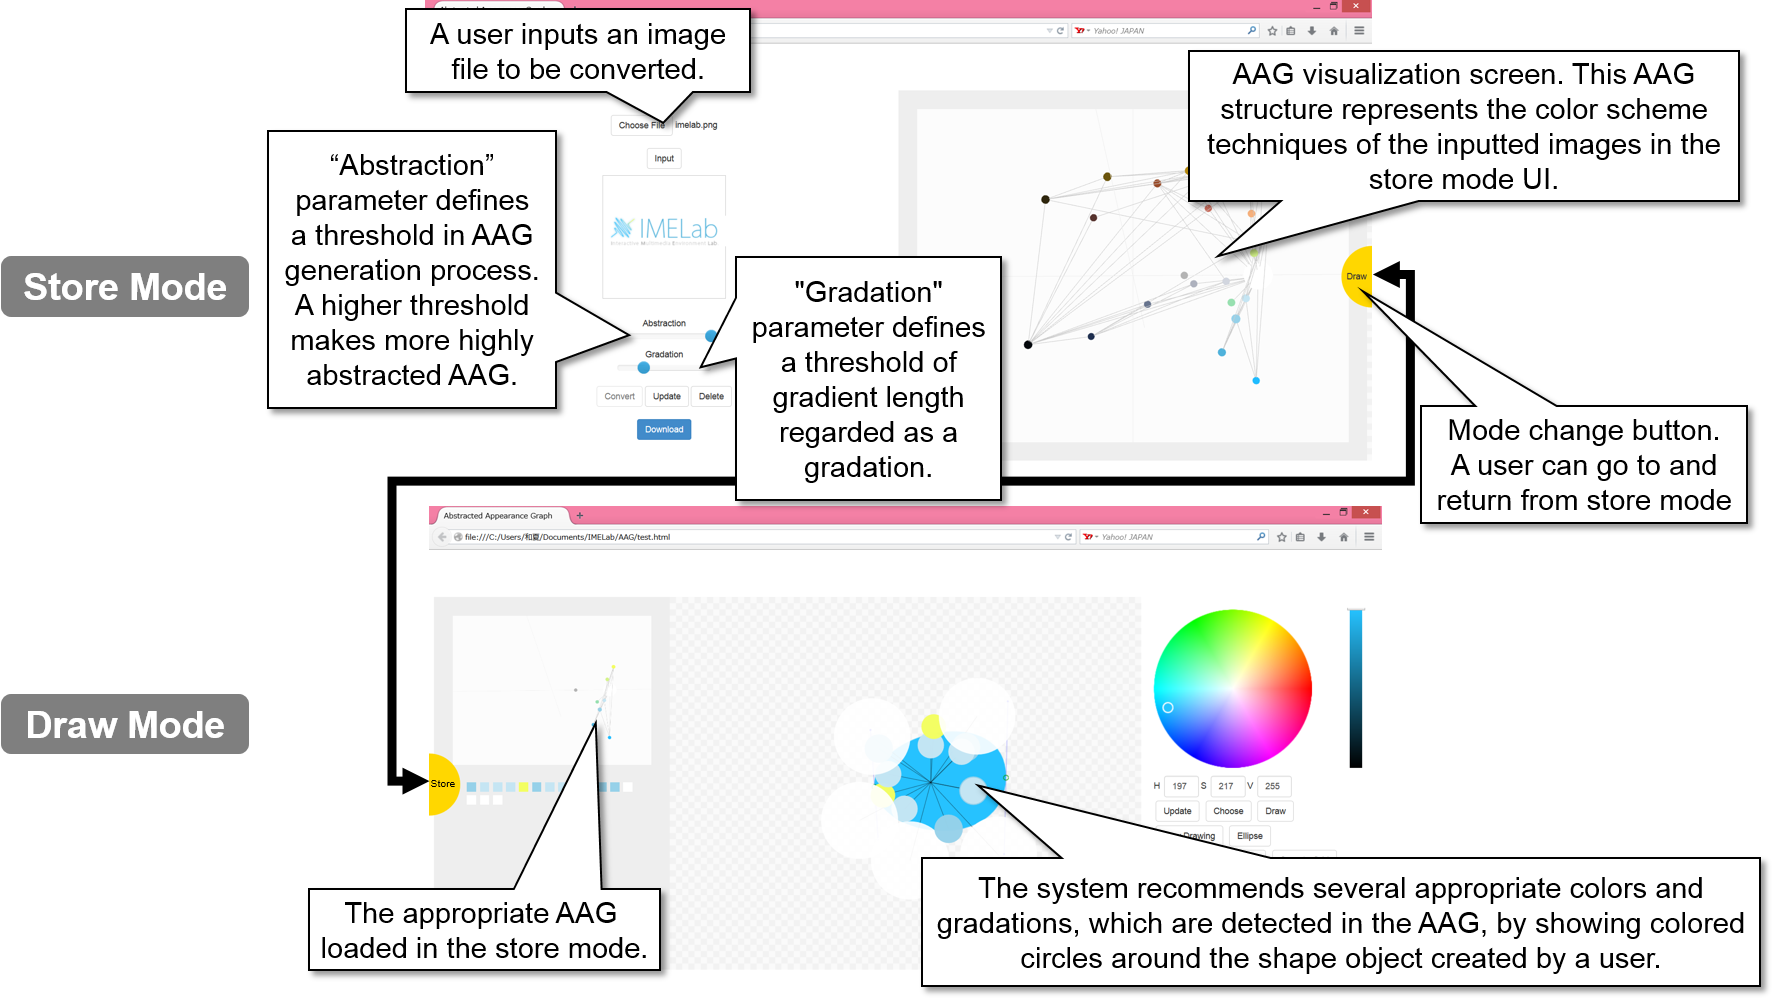 A user inputs an image
file to be converted.
Yahoo! JAPAN
AAG visualization screen. This AAG
structure represents the color scheme
techniques of the inputted images in the
store mode UI.
Choose File imelab.png
Input
“Abstraction”
parameter defines
a threshold in AAG
generation process.
A higher threshold
makes more highly
abstracted AAG.
IMELab
Interactive Multimedia Environment Lab
Store Mode
Draw
"Gradation"
parameter defines
a threshold of
gradient length
regarded as a
gradation.
Abstraction
Gradation
Convert Update Delete
Download
Mode change button.
A user can go to and
return from store mode
Abstracted Appearance Graph
file:///C:/Users/和夏/Documents/IMELab/AAG/test.html
Yahoo! JAPAN
Draw Mode
Store
H 197 S 217 V 255
Update Choose Draw
Drawing Ellipse
The appropriate AAG
loaded in the store mode.
The system recommends several appropriate colors and
gradations, which are detected in the AAG, by showing colored
circles around the shape object created by a user.